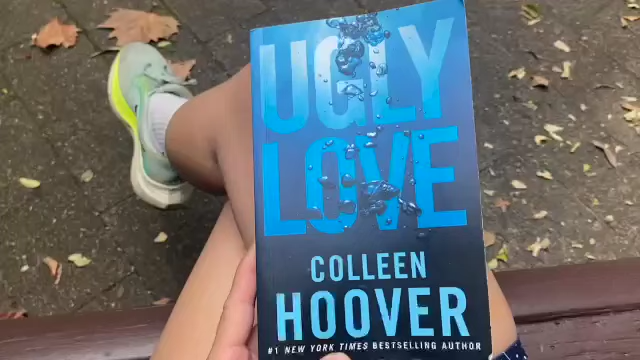 UGLY
LOVE
COLLEEN
HOOVER
#1 NEW YORK TIMES BESTSELLING AUTHOR